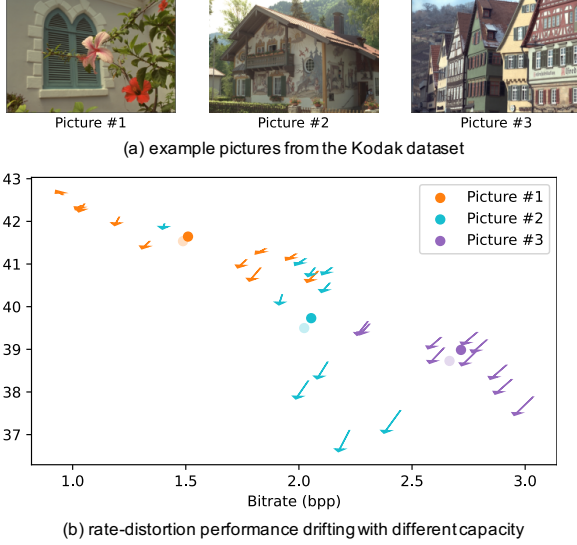 Picture #1
Picture #2
Picture #3
(a) example pictures from the Kodak dataset
43
42
41
40
39
38
37
Picture #1
Picture #2
Picture #3
1.0
1.5
2.0
2.5
3.0
Bitrate (bpp)
(b) rate-distortion performance drifting with different capacity